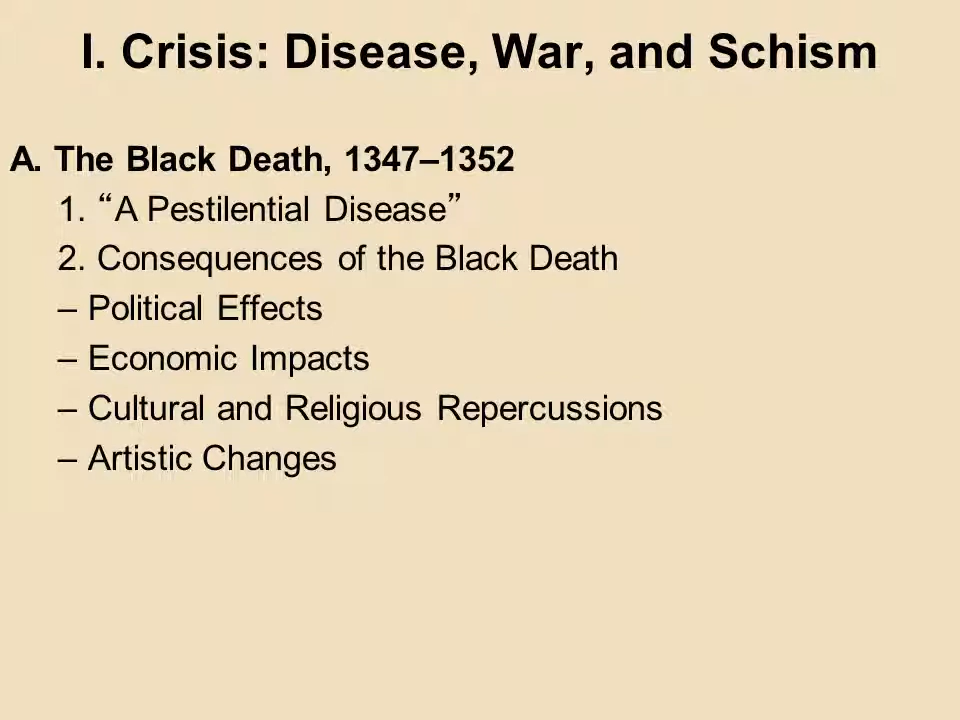 I. Crisis: Disease, War, and Schism
A. The Black Death, 1347–1352
1. “A Pestilential Disease”
2. Consequences of the Black Death
– Political Effects
– Economic Impacts
– Cultural and Religious Repercussions
– Artistic Changes